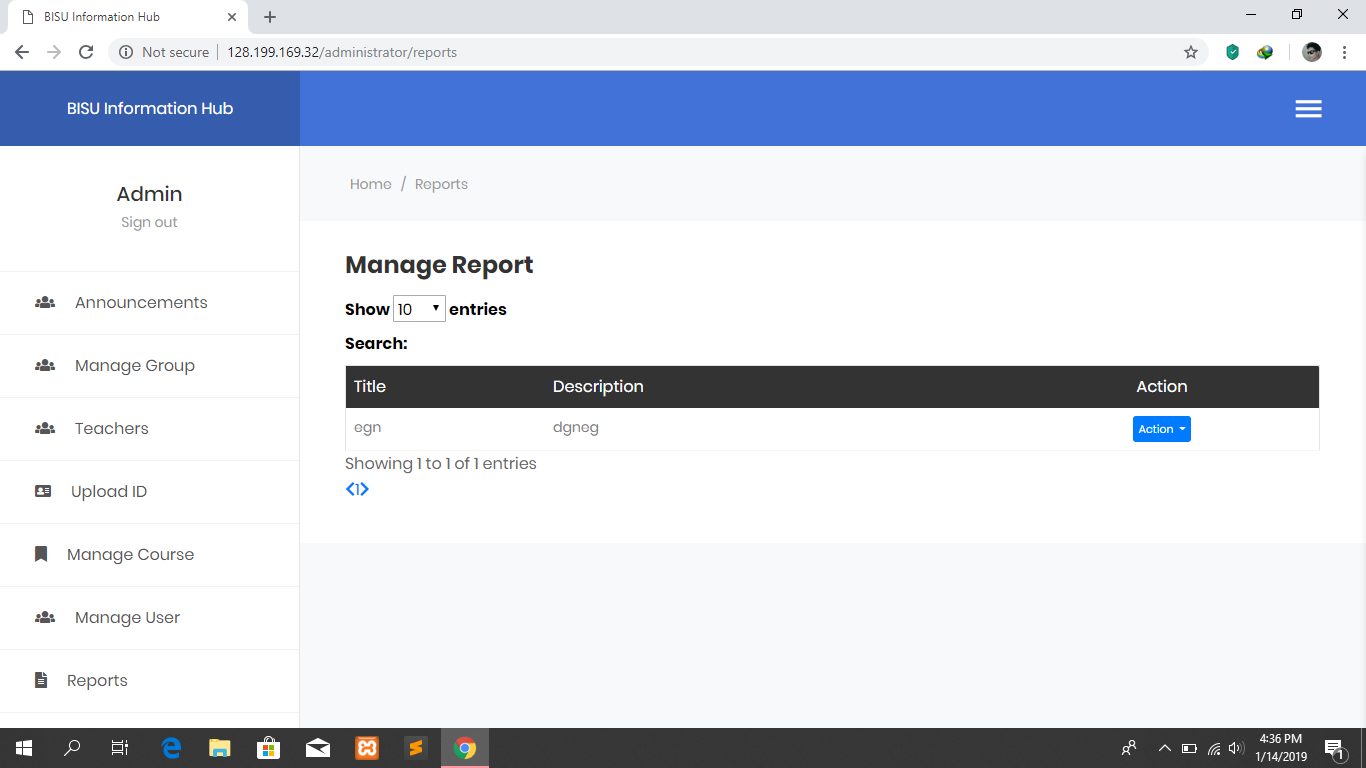 BISU Information Hub
Not secure
128.199.169.32/administrator/reports
BISU Information Hub
Admin
Sign out
Announcements
Manage Group
Teachers
Upload ID
Manage Course
Manage User
Reports
Home / Reports
Manage Report
Show 10 entries
Search:
Title Description Action
egn dgneg Action
Showing 1 to 1 of 1 entries
1
4:36 PM
1/14/2019
1